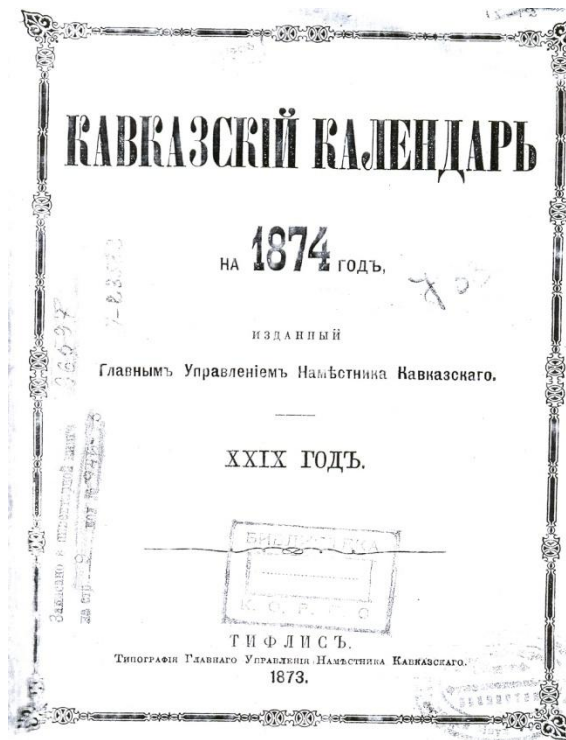 КАВКАЗСКІЙ КАЛЕНДАРЬ
НА 1874 ГОДЪ,
ИЗДАННЫЙ
Главнымъ Управленіемъ Намѣстника Кавказскаго.
XXIX ГОДЪ.
БИБЛИОТЕКА
ТИФЛИСЪ.
Типографія Главнаго Управленія Намѣстника Кавказскаго.
1873.